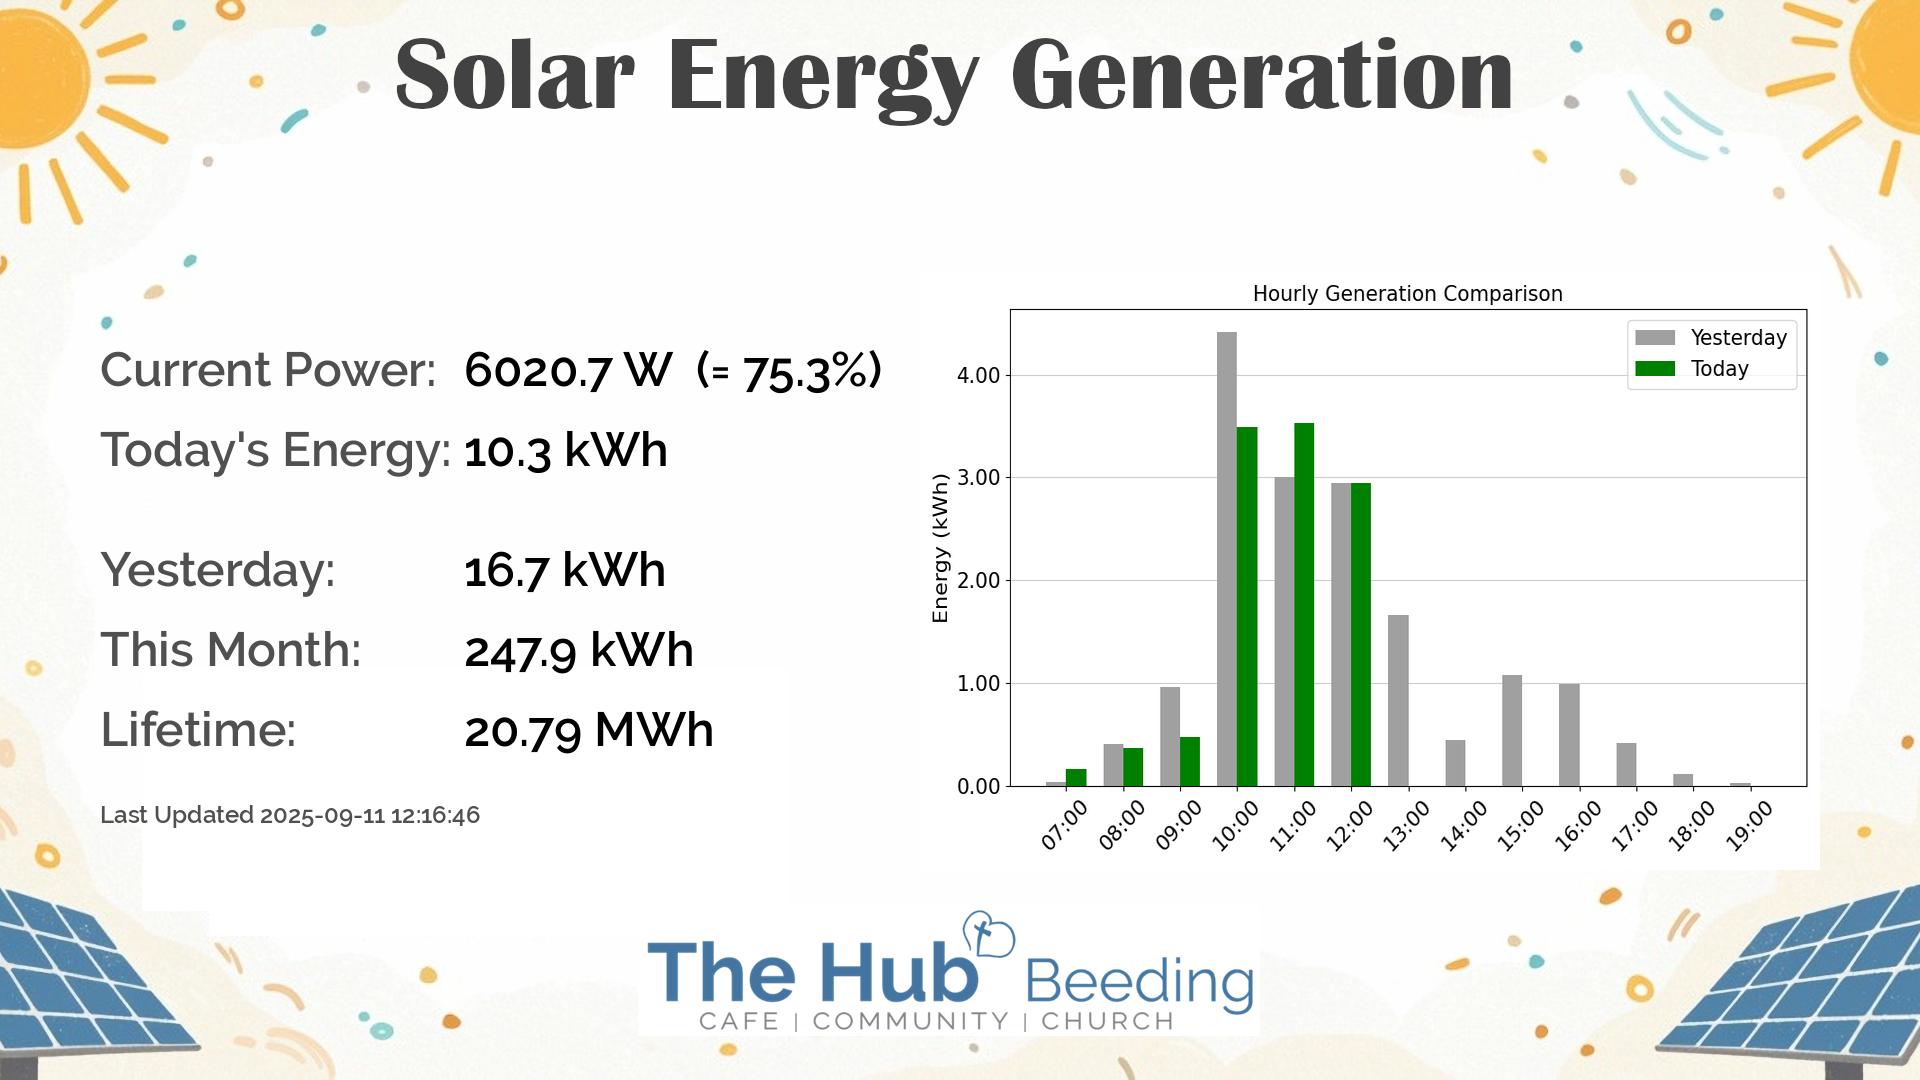 Solar Energy Generation
Current Power: 6020.7 W (= 75.3%)
Today's Energy: 10.3 kWh
Yesterday: 16.7 kWh
This Month: 247.9 kWh
Lifetime: 20.79 MWh
Last Updated 2025-09-11 12:16:46
Hourly Generation Comparison
Yesterday
Today
Energy (kWh)
4.00
3.00
2.00
1.00
0.00
07:00 08:00 09:00 10:00 11:00 12:00 13:00 14:00 15:00 16:00 17:00 18:00 19:00
The Hub Beeding
CAFE | COMMUNITY | CHURCH